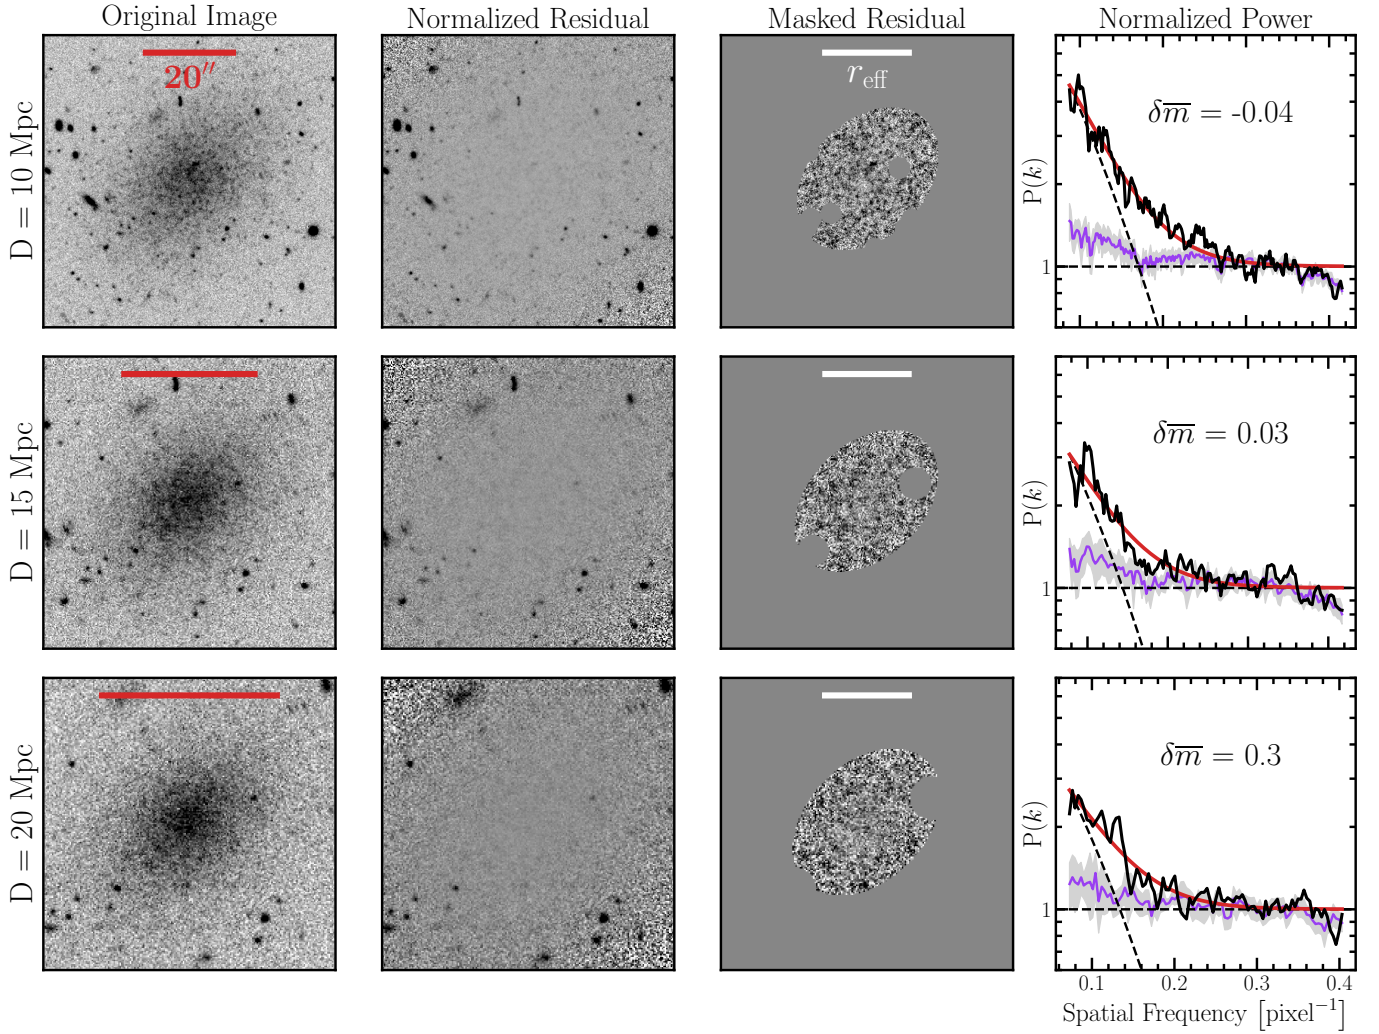 Original Image
Normalized Residual
Masked Residual
Normalized Power
D = 10 Mpc
20″
r_eff
P(k)
δm̅ = -0.04
1
D = 15 Mpc
P(k)
δm̅ = 0.03
1
D = 20 Mpc
P(k)
δm̅ = 0.3
1
0.1 0.2 0.3 0.4
Spatial Frequency [pixel⁻¹]